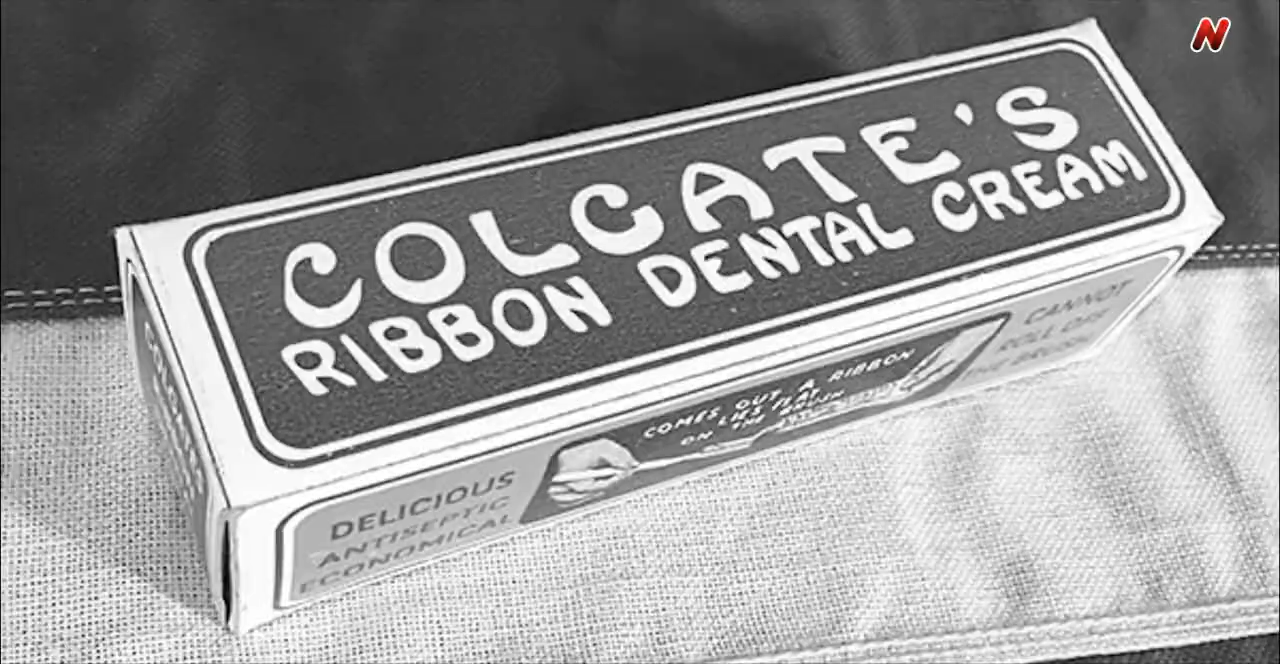 N
COLGATE'S
RIBBON DENTAL CREAM
COMES OUT A RIBBON
LIES FLAT
ON THE BRUSH
DELICIOUS
ANTISEPTIC
ECONOMICAL
CANNOT
ROLL OFF